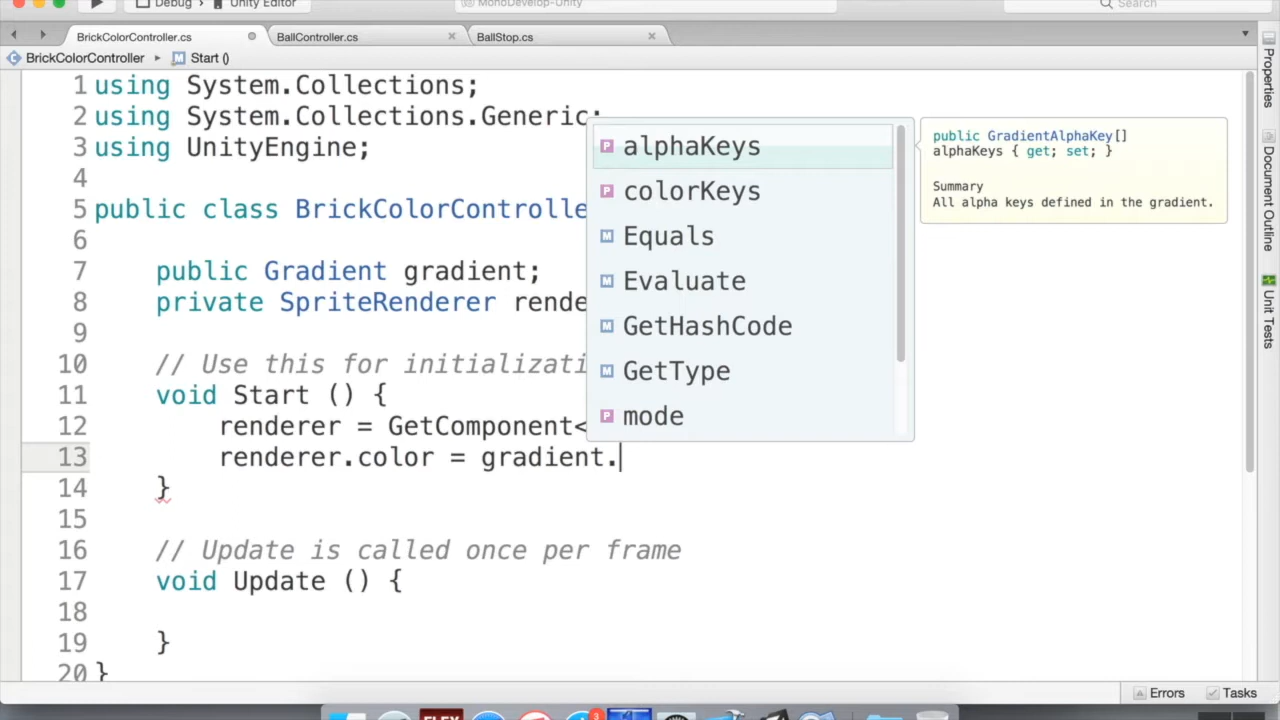 Debug > Unity Editor
MonoDevelop-Unity
Search
BrickColorController.cs
BallController.cs
BallStop.cs
BrickColorController
Start ()
1 using System.Collections;
2 using System.Collections.Generic;
3 using UnityEngine;
4
5 public class BrickColorControlle
6
7 public Gradient gradient;
8 private SpriteRenderer rende
9
10 // Use this for initializati
11 void Start () {
12 renderer = GetComponent<
13 renderer.color = gradient.
14 }
15
16 // Update is called once per frame
17 void Update () {
18
19 }
20 }
alphaKeys
colorKeys
Equals
Evaluate
GetHashCode
GetType
mode
public GradientAlphaKey[]
alphaKeys { get; set; }
Summary
All alpha keys defined in the gradient.
Properties
Document Outline
Unit Tests
Errors
Tasks
FLEX
3